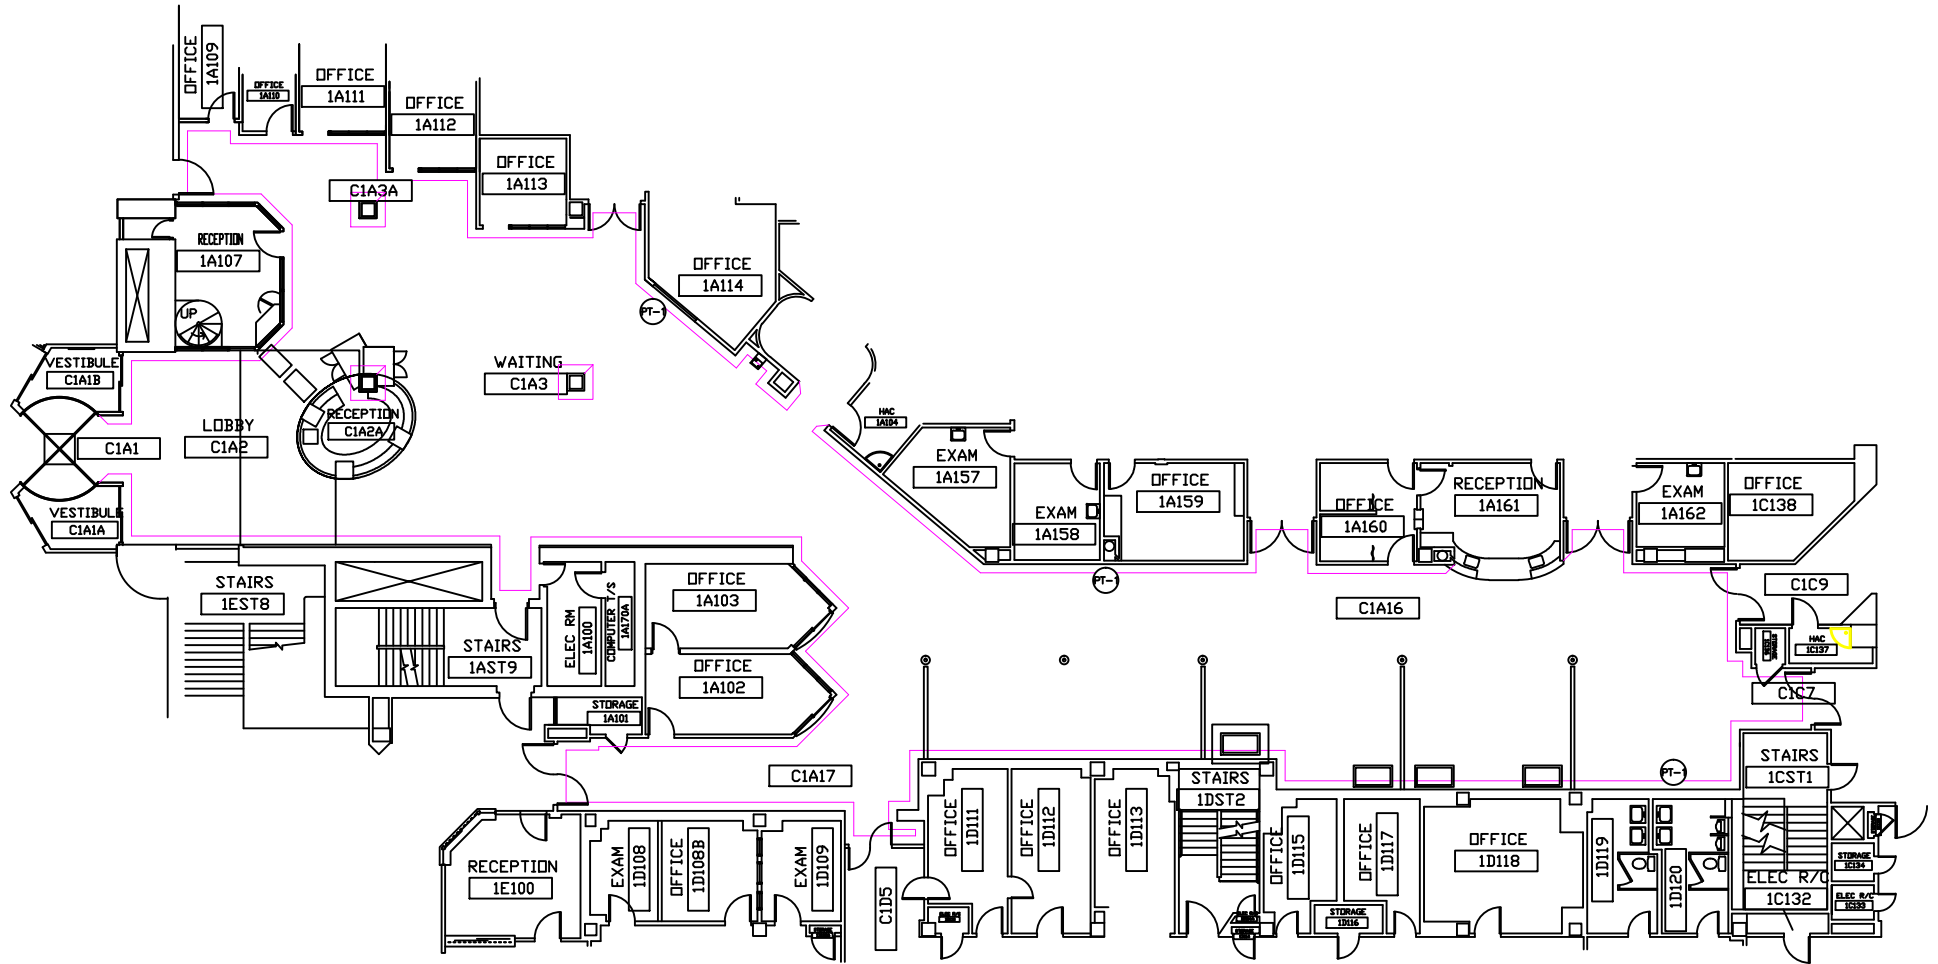 OFFICE
1A109
OFFICE
1A110
OFFICE
1A111
OFFICE
1A112
OFFICE
1A113
C1A3A
RECEPTION
1A107
UP
OFFICE
1A114
PT-1
VESTIBULE
C1A1B
WAITING
C1A3
RECEPTION
C1A2A
LOBBY
C1A2
C1A1
VESTIBULE
C1A1A
HAC
1A104
EXAM
1A157
EXAM
1A158
OFFICE
1A159
OFFICE
1A160
RECEPTION
1A161
EXAM
1A162
OFFICE
1C138
PT-1
C1A16
C1C9
HAC
1C137
C1C7
STAIRS
1EST8
STAIRS
1AST9
ELEC RM
1A100
COMPUTER T/S
1A170A
OFFICE
1A103
OFFICE
1A102
STORAGE
1A101
C1A17
PT-1
STAIRS
1CST1
RECEPTION
1E100
EXAM
1D108
OFFICE
1D108B
EXAM
1D109
C1D5
OFFICE
1D111
OFFICE
1D112
OFFICE
1D113
STAIRS
1DST2
OFFICE
1D115
STORAGE
1D116
OFFICE
1D117
OFFICE
1D118
1D119
1D120
ELEC R/C
1C132
STORAGE
1C134
ELEC R/C
1C133